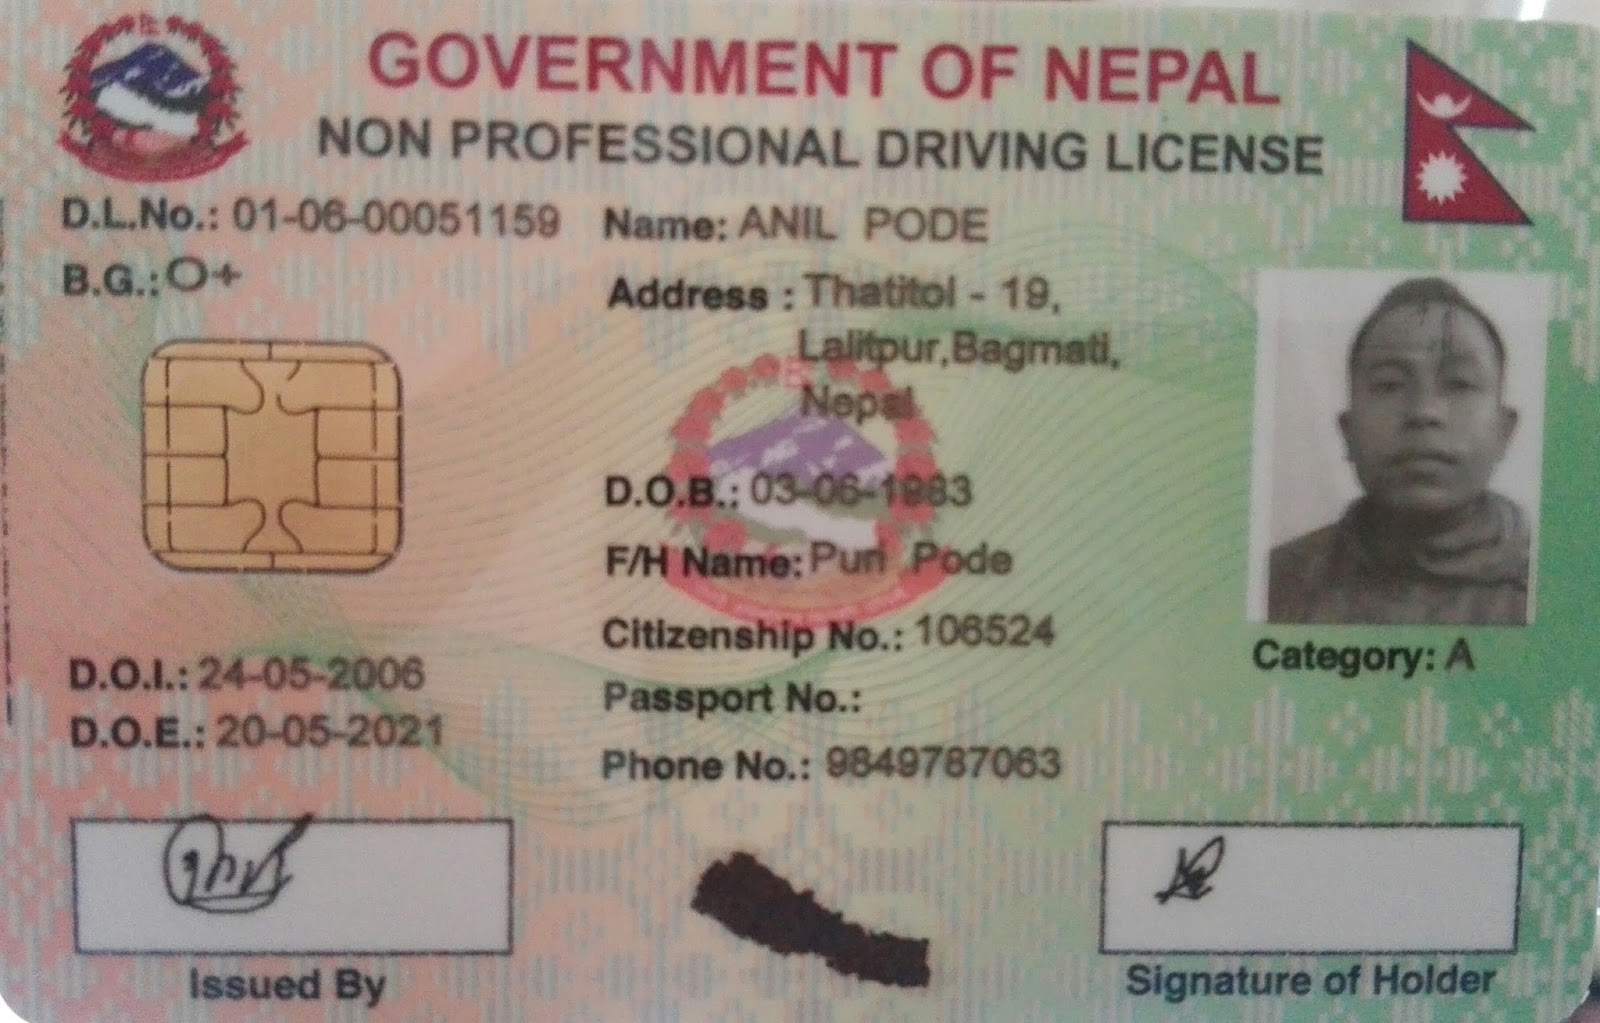 GOVERNMENT OF NEPAL
NON PROFESSIONAL DRIVING LICENSE
D.L.No.: 01-06-00051159
B.G.: O+
Name: ANIL PODE
Address : Thatitol - 19,
Lalitpur,Bagmati,
Nepal
D.O.B.: 03-06-1983
F/H Name: Puri Pode
Citizenship No.: 106524
Passport No.:
Phone No.: 9849787063
Category: A
D.O.I.: 24-05-2006
D.O.E.: 20-05-2021
Issued By
Signature of Holder